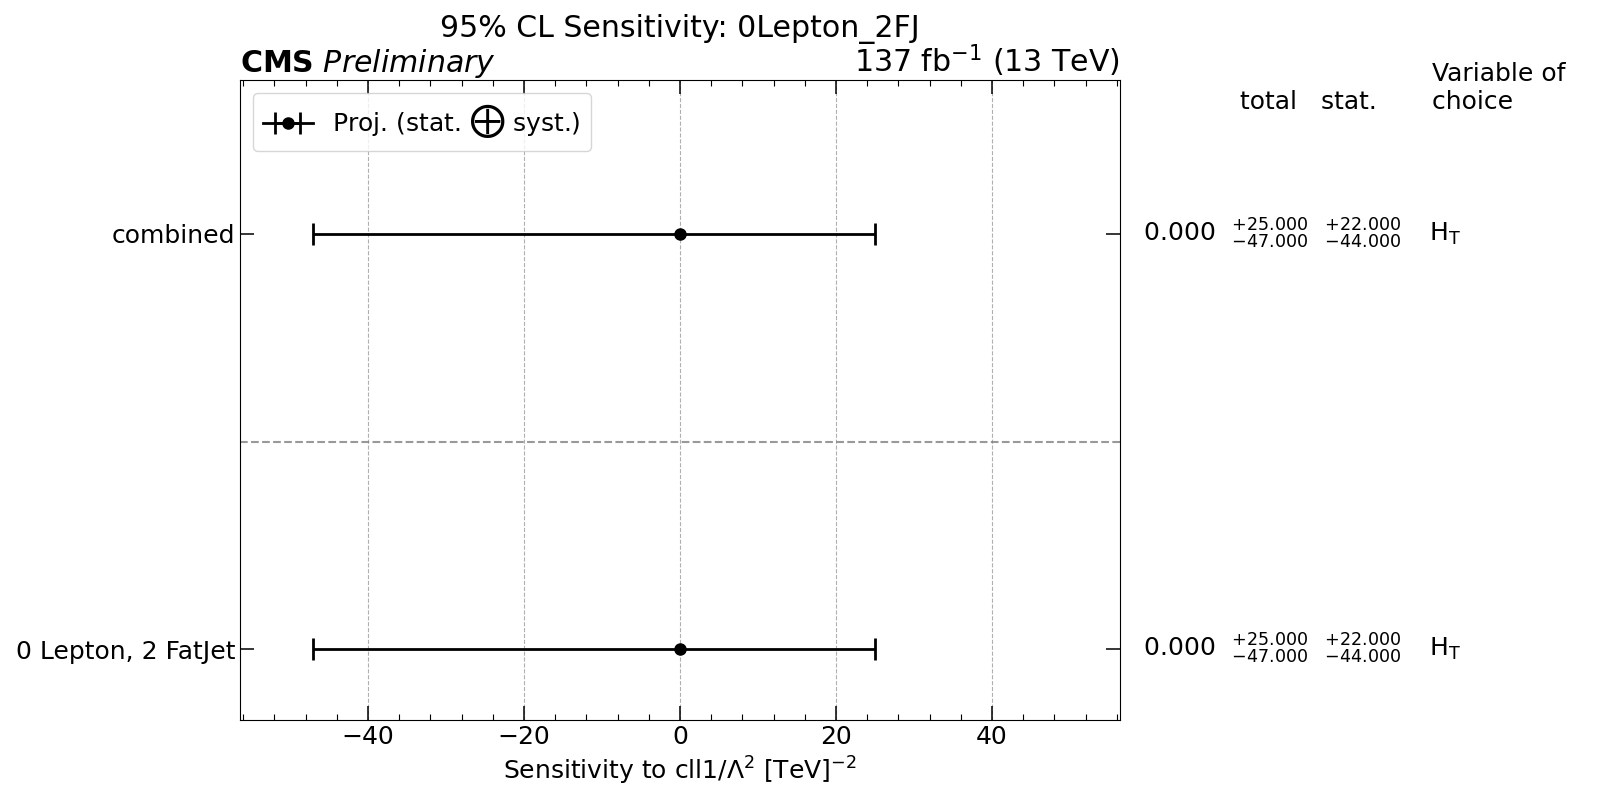 95% CL Sensitivity: 0Lepton_2FJ
CMS Preliminary 137 fb⁻¹ (13 TeV)
Variable of
total stat. choice
Proj. (stat. ⊕ syst.)
combined 0.000 +25.000 −47.000 +22.000 −44.000 H_T
0 Lepton, 2 FatJet 0.000 +25.000 −47.000 +22.000 −44.000 H_T
−40 −20 0 20 40
Sensitivity to cll1/Λ² [TeV]⁻²